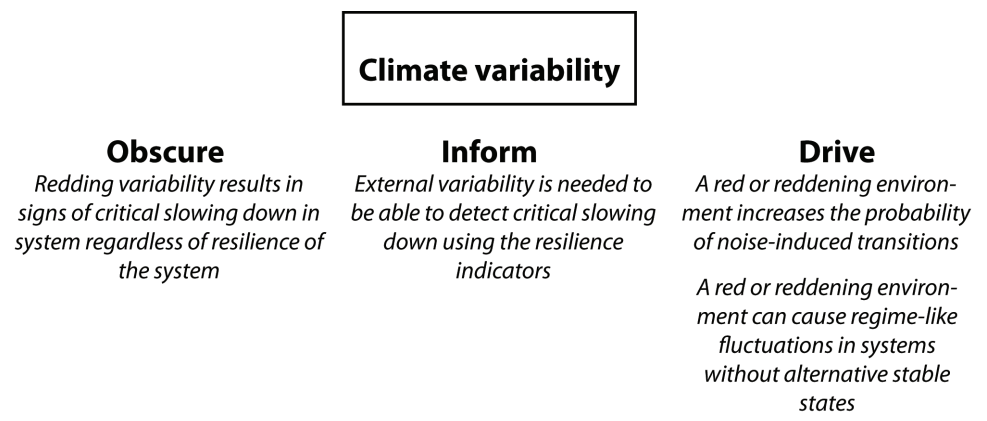 Climate variability
Obscure
Redding variability results in
signs of critical slowing down in
system regardless of resilience of
the system
Inform
External variability is needed to
be able to detect critical slowing
down using the resilience
indicators
Drive
A red or reddening environ-
ment increases the probability
of noise-induced transitions
A red or reddening environ-
ment can cause regime-like
fluctuations in systems
without alternative stable
states